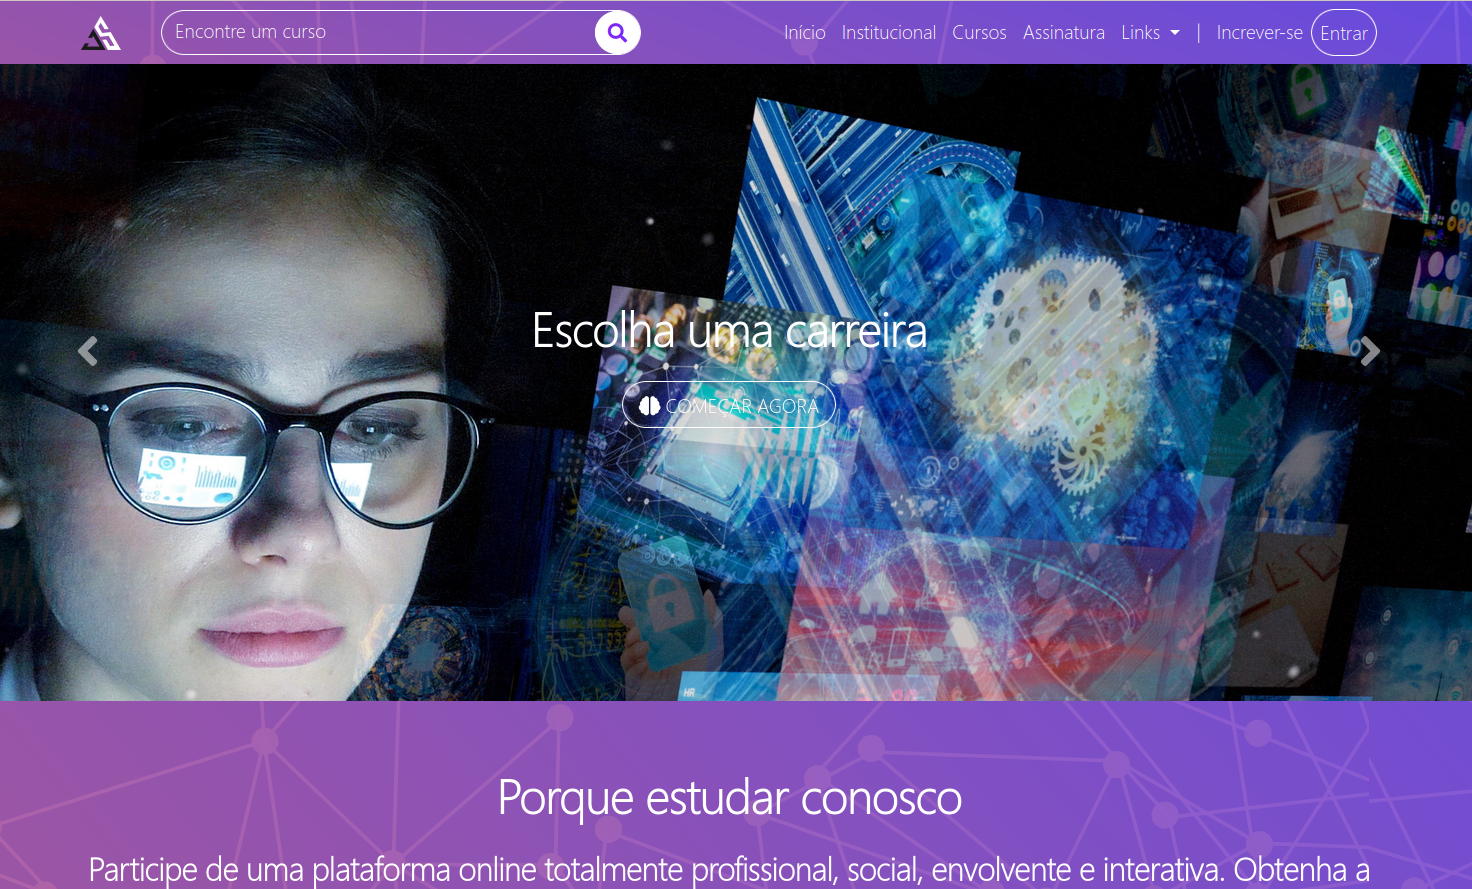 Encontre um curso
Início Institucional Cursos Assinatura Links | Increver-se Entrar
Escolha uma carreira
COMEÇAR AGORA
HR
Porque estudar conosco
Participe de uma plataforma online totalmente profissional, social, envolvente e interativa. Obtenha a